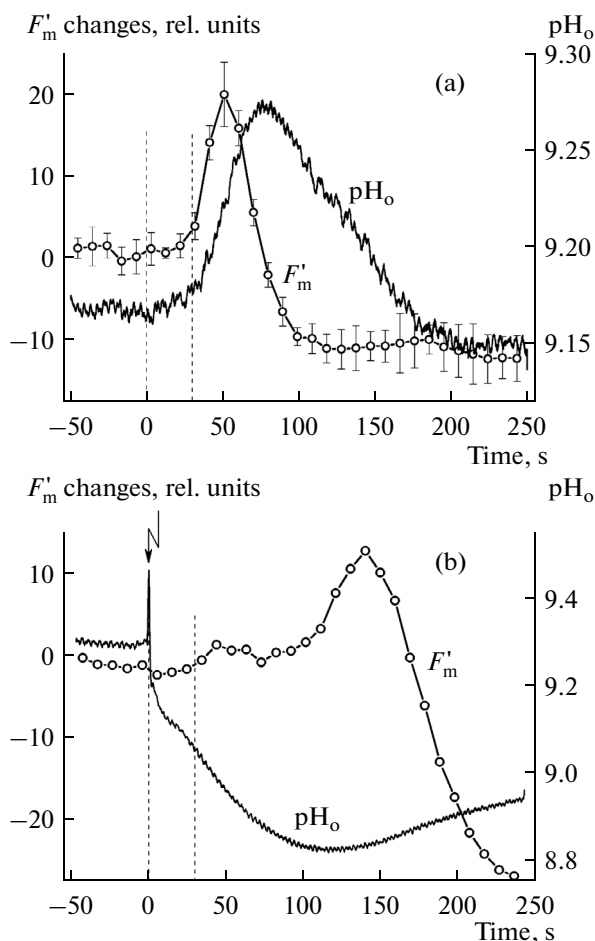 F'm changes, rel. units pHo
(a)
20
10
0
−10
9.30
9.25
9.20
9.15
pHo
F'm
−50 0 50 100 150 200 250
Time, s
F'm changes, rel. units pHo
(b)
10
0
−10
−20
9.4
9.2
9.0
8.8
F'm
pHo
−50 0 50 100 150 200 250
Time, s